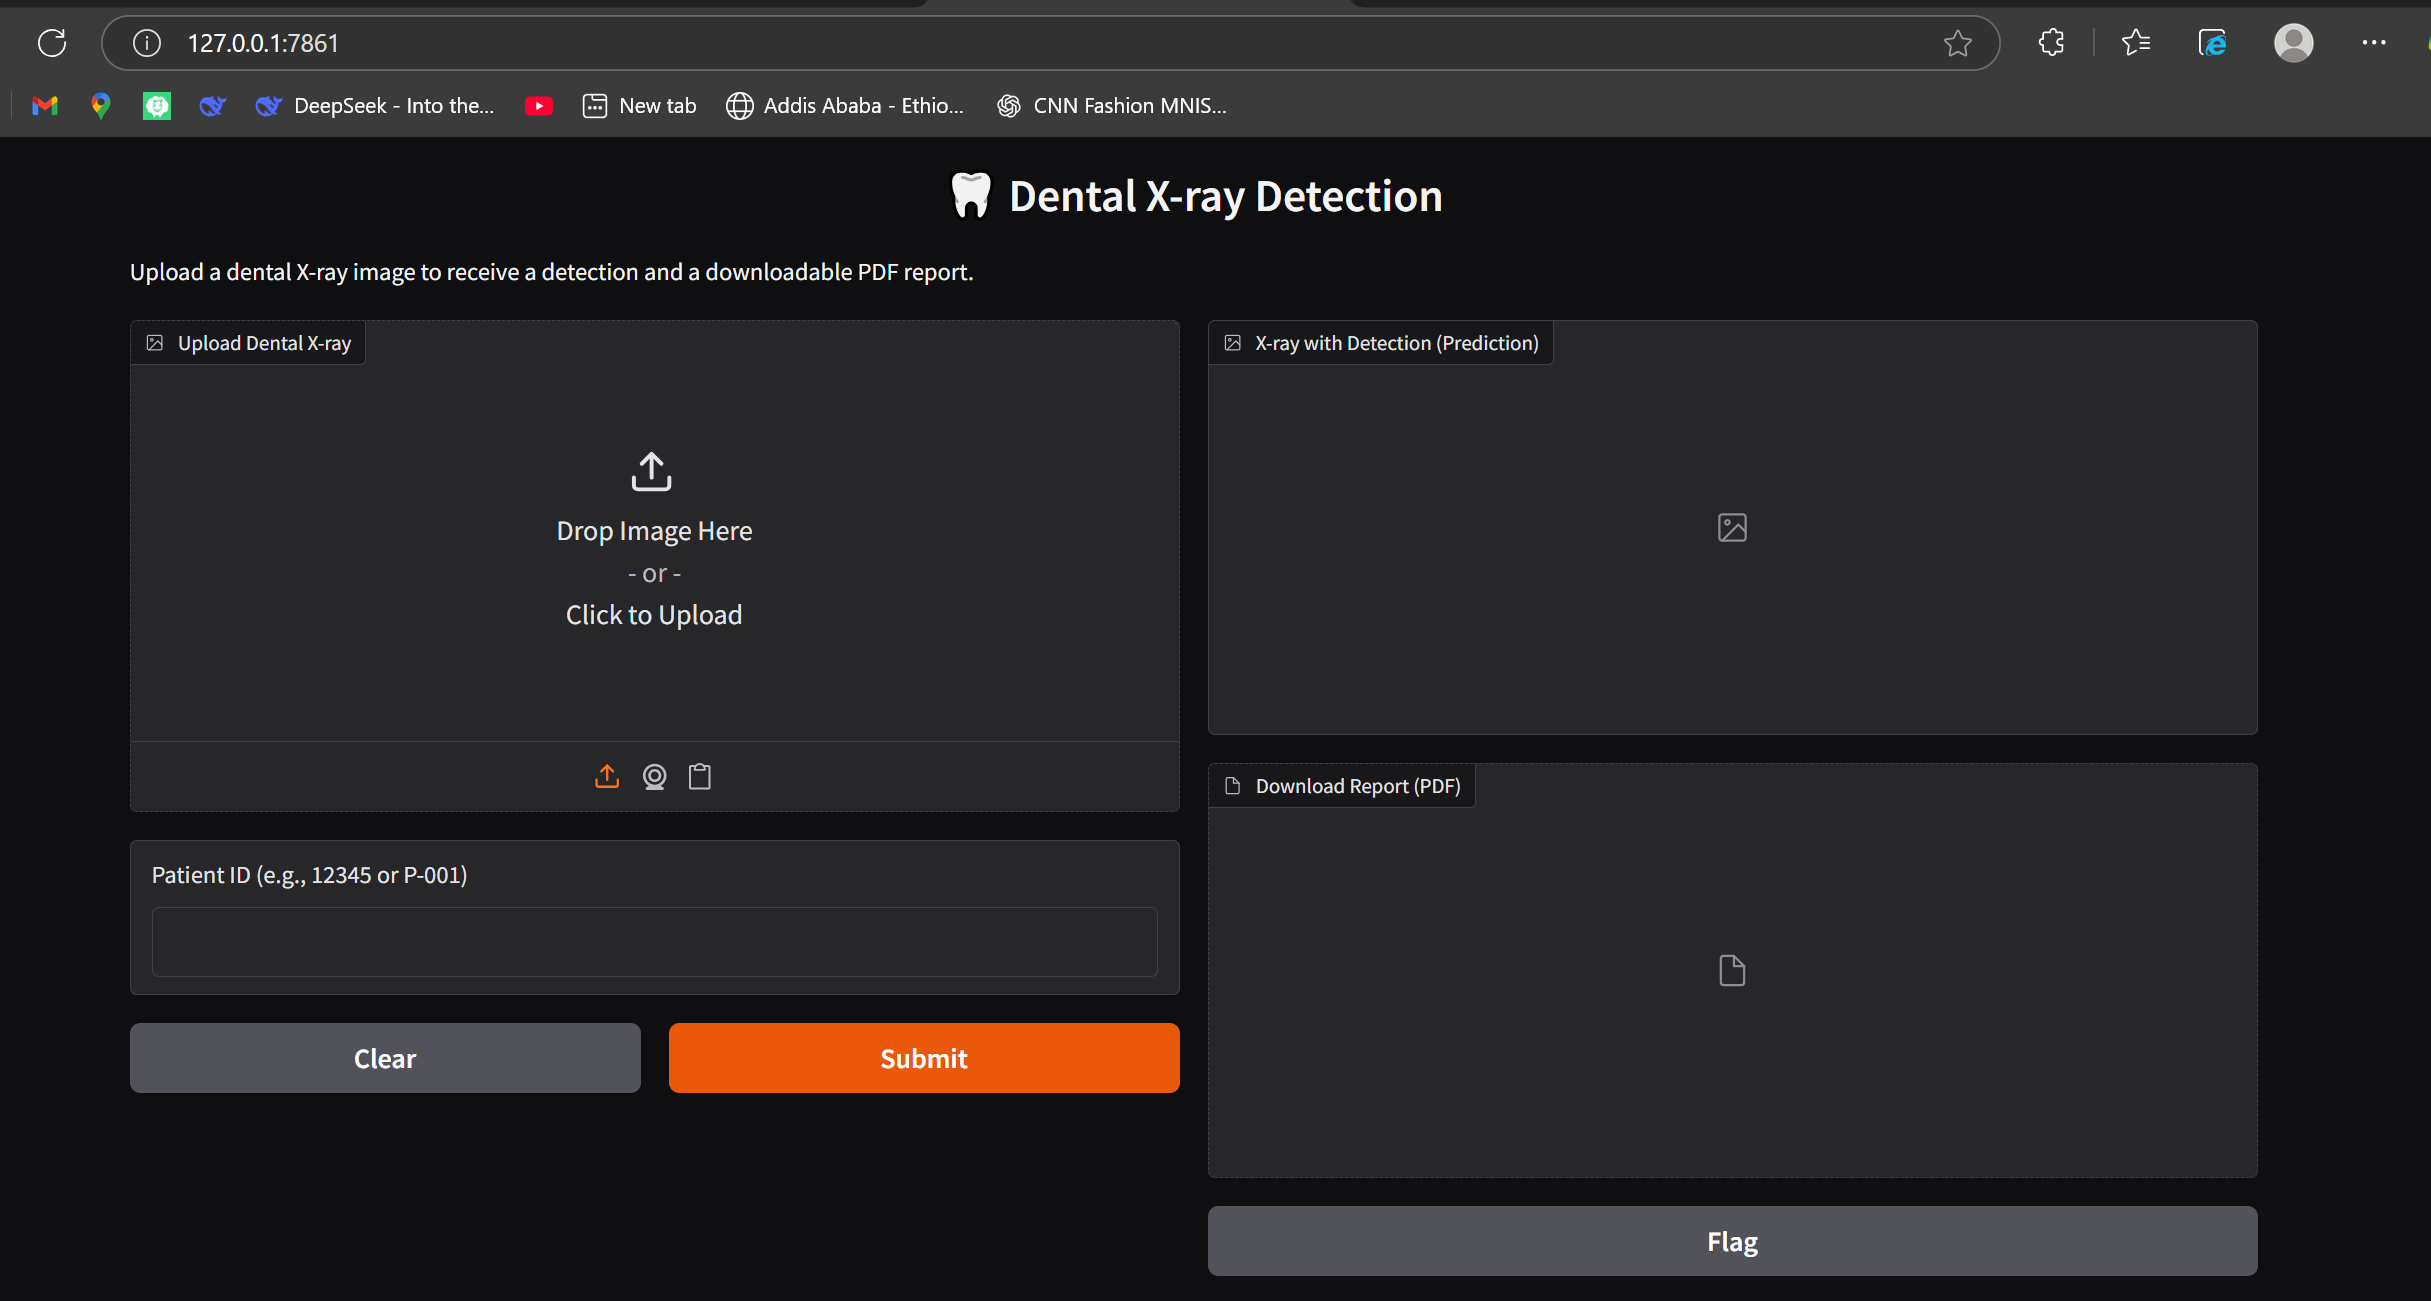 127.0.0.1:7861
DeepSeek - Into the...
New tab
Addis Ababa - Ethio...
CNN Fashion MNIS...
Dental X-ray Detection
Upload a dental X-ray image to receive a detection and a downloadable PDF report.
Upload Dental X-ray
Drop Image Here
- or -
Click to Upload
Patient ID (e.g., 12345 or P-001)
Clear
Submit
X-ray with Detection (Prediction)
Download Report (PDF)
Flag